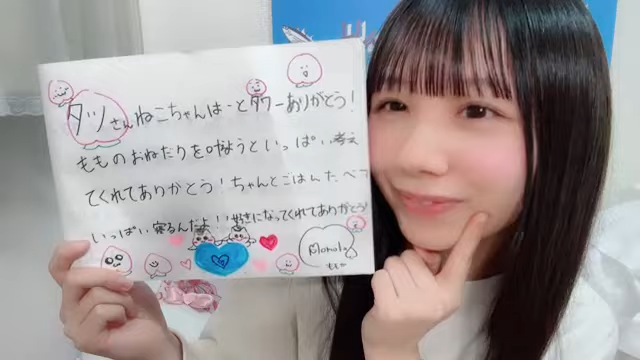 タツさんねこちゃんはーとタワーありがとう!
もものおねだりを叶ようといっぱい考え
てくれてありがとう!ちゃんとごはんたべて
いっぱい寝るんだよ!!好きになってくれてありがとう